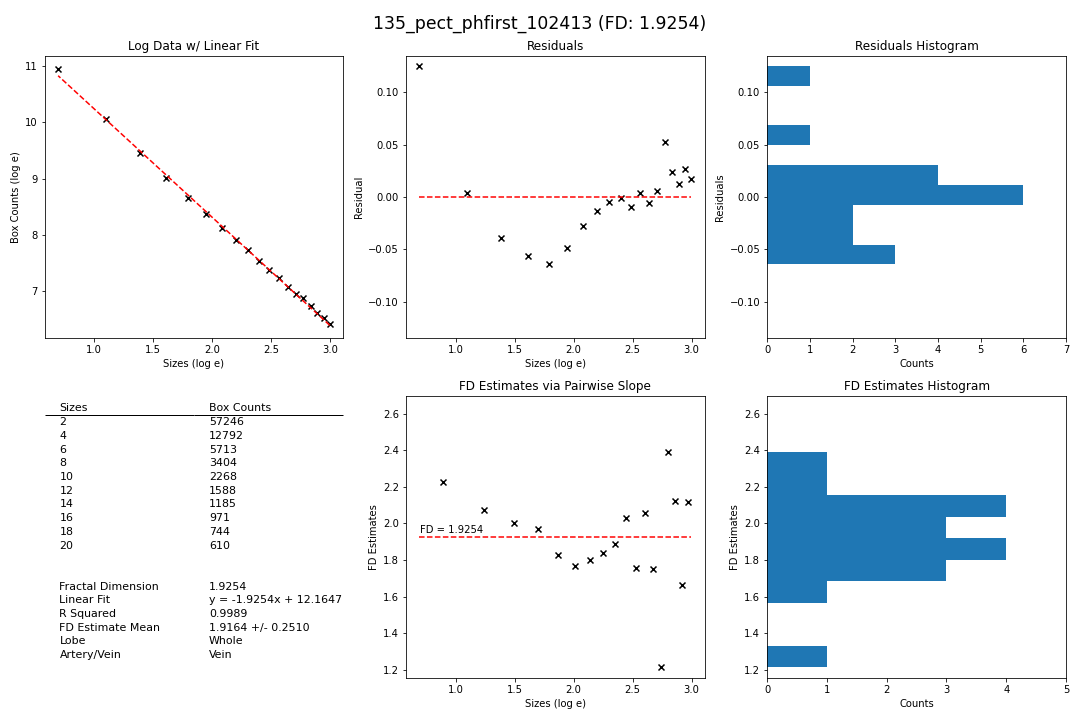 135_pect_phfirst_102413 (FD: 1.9254)
Log Data w/ Linear Fit
Box Counts (log e)
11
10
9
8
7
1.0 1.5 2.0 2.5 3.0
Sizes (log e)
Residuals
Residual
0.10
0.05
0.00
−0.05
−0.10
1.0 1.5 2.0 2.5 3.0
Sizes (log e)
Residuals Histogram
Residuals
0.10
0.05
0.00
−0.05
−0.10
0 1 2 3 4 5 6 7
Counts
Sizes Box Counts
2 57246
4 12792
6 5713
8 3404
10 2268
12 1588
14 1185
16 971
18 744
20 610
Fractal Dimension 1.9254
Linear Fit y = -1.9254x + 12.1647
R Squared 0.9989
FD Estimate Mean 1.9164 +/- 0.2510
Lobe Whole
Artery/Vein Vein
FD Estimates via Pairwise Slope
FD Estimates
2.6
2.4
2.2
2.0
FD = 1.9254
1.8
1.6
1.4
1.2
1.0 1.5 2.0 2.5 3.0
Sizes (log e)
FD Estimates Histogram
FD Estimates
2.6
2.4
2.2
2.0
1.8
1.6
1.4
1.2
0 1 2 3 4 5
Counts